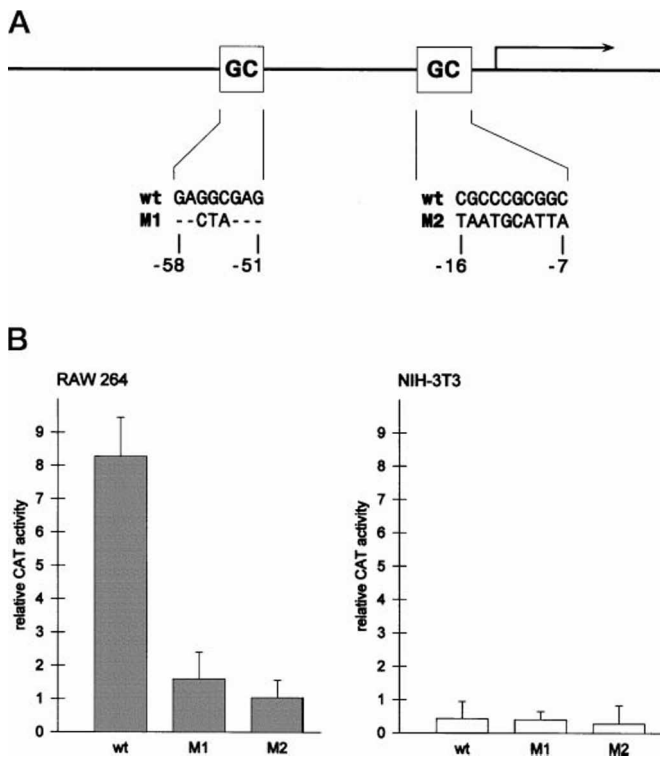 A
GC GC
wt GAGGCGAG wt CGCCCGCGGC
M1 --CTA--- M2 TAATGCATTA
-58 -51 -16 -7
B
RAW 264 NIH-3T3
9 9
8 8
7 7
6 6
5 5
4 4
3 3
2 2
1 1
0 0
relative CAT activity relative CAT activity
wt M1 M2 wt M1 M2